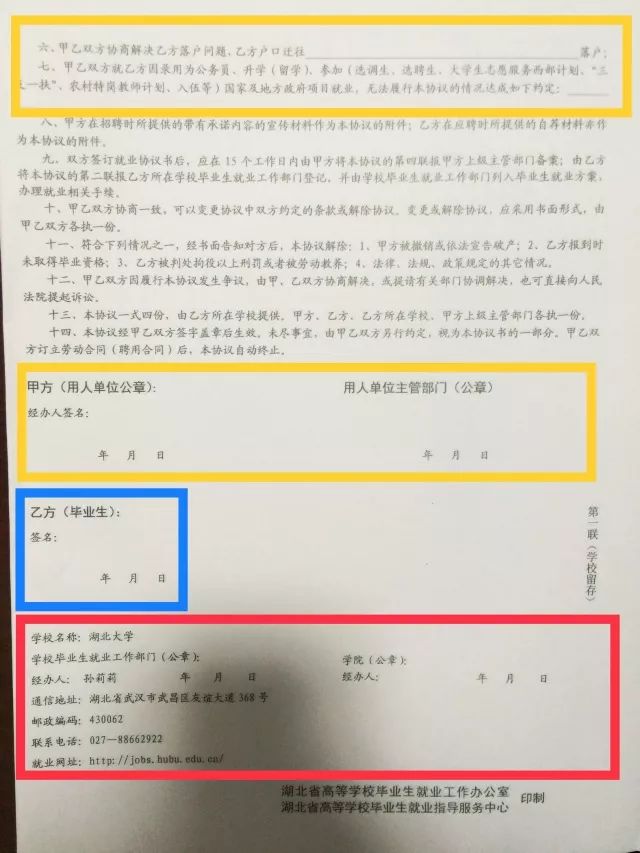 六、甲乙双方协商解决乙方落户问题,乙方户口迁往　　　　落户;
七、甲乙双方就乙方因录用为公务员、升学(留学)、参加(选调生、选聘生、大学生志愿服务西部计划、“三
支一扶”、农村特岗教师计划、入伍等)国家及地方政府项目就业,无法履行本协议的情况达成如下约定:
八、甲方在招聘时所提供的带有承诺内容的宣传材料作为本协议的附件;乙方在应聘时所提供的自荐材料亦作
为本协议的附件。
九、双方签订就业协议书后,应在15个工作日内由甲方将本协议的第四联报甲方上级主管部门备案;由乙方
将本协议的第二联报乙方所在学校毕业生就业工作部门登记,并由学校毕业生就业工作部门列入毕业生就业方案,
办理就业相关手续。
十、甲乙双方协商一致,可以变更协议中双方约定的条款或解除协议。变更或解除协议,应采用书面形式,由
甲乙双方各执一份。
十一、符合下列情况之一,经书面告知对方后,本协议解除:1、甲方被撤销或依法宣告破产;2、乙方报到时
未取得毕业资格;3、乙方被判处拘役以上刑罚或者被劳动教养;4、法律、法规、政策规定的其它情况。
十二、甲乙双方因履行本协议发生争议,由甲、乙双方协商解决,或提请有关部门协调解决,也可直接向人民
法院提起诉讼。
十三、本协议一式四份,由乙方所在学校提供。甲方、乙方、乙方所在学校、甲方上级主管部门各执一份。
十四、本协议经甲乙双方签字盖章后生效。未尽事宜,由甲乙双方另行约定,视为本协议书的一部分。甲乙双
方订立劳动合同(聘用合同)后,本协议自动终止。
甲方(用人单位公章):　　用人单位主管部门(公章)
经办人签名:
年 月 日　　年 月 日
乙方(毕业生):
签名:
年 月 日
第一联(学校留存)
学校名称:湖北大学
学校毕业生就业工作部门(公章):　　学院(公章):
经办人:孙莉莉　　年 月 日　　经办人:　　年 月 日
通信地址:湖北省武汉市武昌区友谊大道368号
邮政编码:430062
联系电话:027-88662922
就业网址:http://jobs.hubu.edu.cn/
湖北省高等学校毕业生就业工作办公室
湖北省高等学校毕业生就业指导服务中心　印制